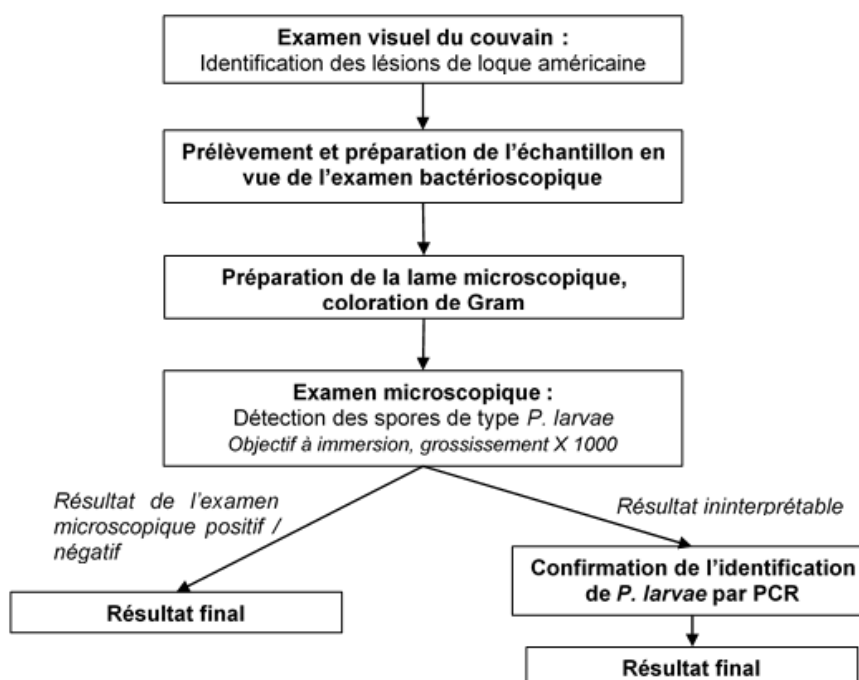 Examen visuel du couvain :
Identification des lésions de loque américaine
Prélèvement et préparation de l'échantillon en
vue de l'examen bactérioscopique
Préparation de la lame microscopique,
coloration de Gram
Examen microscopique :
Détection des spores de type P. larvae
Objectif à immersion, grossissement X 1000
Résultat de l'examen
microscopique positif /
négatif
Résultat ininterprétable
Résultat final
Confirmation de l'identification
de P. larvae par PCR
Résultat final